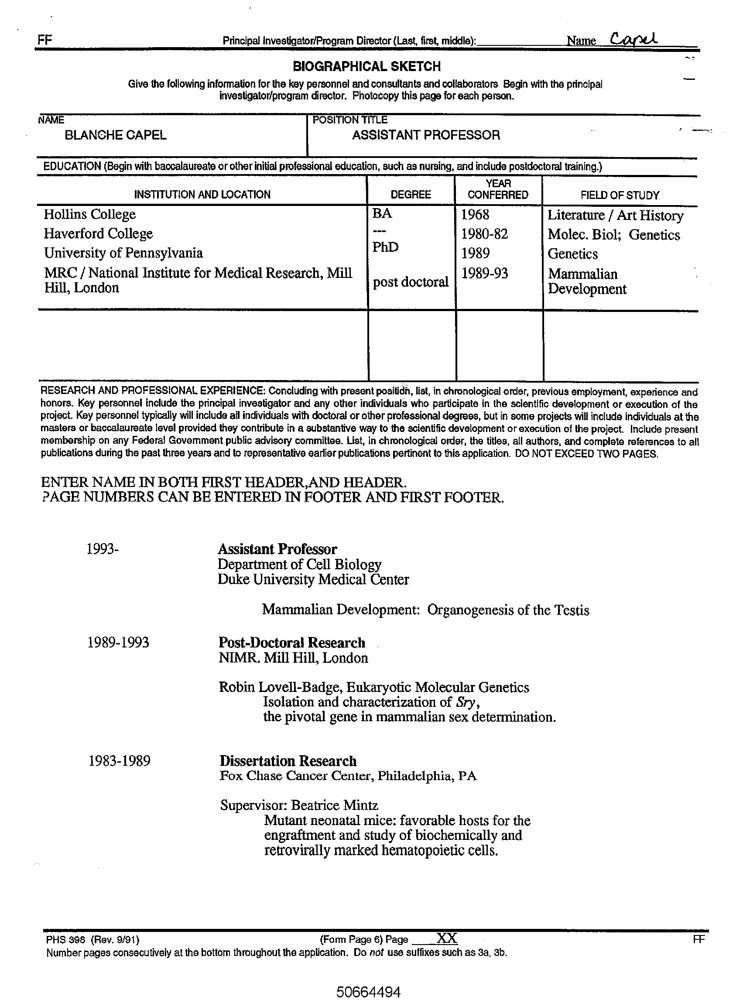 FF Principal Investigator/Program Director (Last, first, middle): Name Capel
BIOGRAPHICAL SKETCH
Give the following information for the key personnel and consultants and collaborators Begin with the principal
investigator/program director. Photocopy this page for each person.
NAME POSITION TITLE
BLANCHE CAPEL ASSISTANT PROFESSOR
EDUCATION (Begin with baccalaureate or other initial professional education, such as nursing, and include postdoctoral training.)
INSTITUTION AND LOCATION DEGREE YEAR CONFERRED FIELD OF STUDY
Hollins College BA 1968 Literature / Art History
Haverford College --- 1980-82 Molec. Biol; Genetics
University of Pennsylvania PhD 1989 Genetics
MRC / National Institute for Medical Research, Mill
Hill, London post doctoral 1989-93 Mammalian
Development
RESEARCH AND PROFESSIONAL EXPERIENCE: Concluding with present position, list, in chronological order, previous employment, experience and
honors. Key personnel include the principal investigator and any other individuals who participate in the scientific development or execution of the
project. Key personnel typically will include all individuals with doctoral or other professional degrees, but in some projects will include individuals at the
masters or baccalaureate level provided they contribute in a substantive way to the scientific development or execution of the project. Include present
membership on any Federal Government public advisory committee. List, in chronological order, the titles, all authors, and complete references to all
publications during the past three years and to representative earlier publications pertinent to this application. DO NOT EXCEED TWO PAGES.
ENTER NAME IN BOTH FIRST HEADER,AND HEADER.
PAGE NUMBERS CAN BE ENTERED IN FOOTER AND FIRST FOOTER.
1993- Assistant Professor
Department of Cell Biology
Duke University Medical Center
Mammalian Development: Organogenesis of the Testis
1989-1993 Post-Doctoral Research
NIMR. Mill Hill, London
Robin Lovell-Badge, Eukaryotic Molecular Genetics
Isolation and characterization of Sry,
the pivotal gene in mammalian sex determination.
1983-1989 Dissertation Research
Fox Chase Cancer Center, Philadelphia, PA
Supervisor: Beatrice Mintz
Mutant neonatal mice: favorable hosts for the
engraftment and study of biochemically and
retrovirally marked hematopoietic cells.
PHS 398 (Rev. 9/91) (Form Page 6) Page XX FF
Number pages consecutively at the bottom throughout the application. Do not use suffixes such as 3a, 3b.
50664494